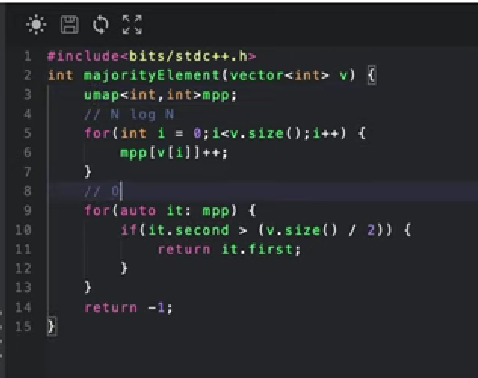 1 #include<bits/stdc++.h>
2 int majorityElement(vector<int> v) {
3 umap<int,int>mpp;
4 // N log N
5 for(int i = 0;i<v.size();i++) {
6 mpp[v[i]]++;
7 }
8 // O
9 for(auto it: mpp) {
10 if(it.second > (v.size() / 2)) {
11 return it.first;
12 }
13 }
14 return -1;
15 }